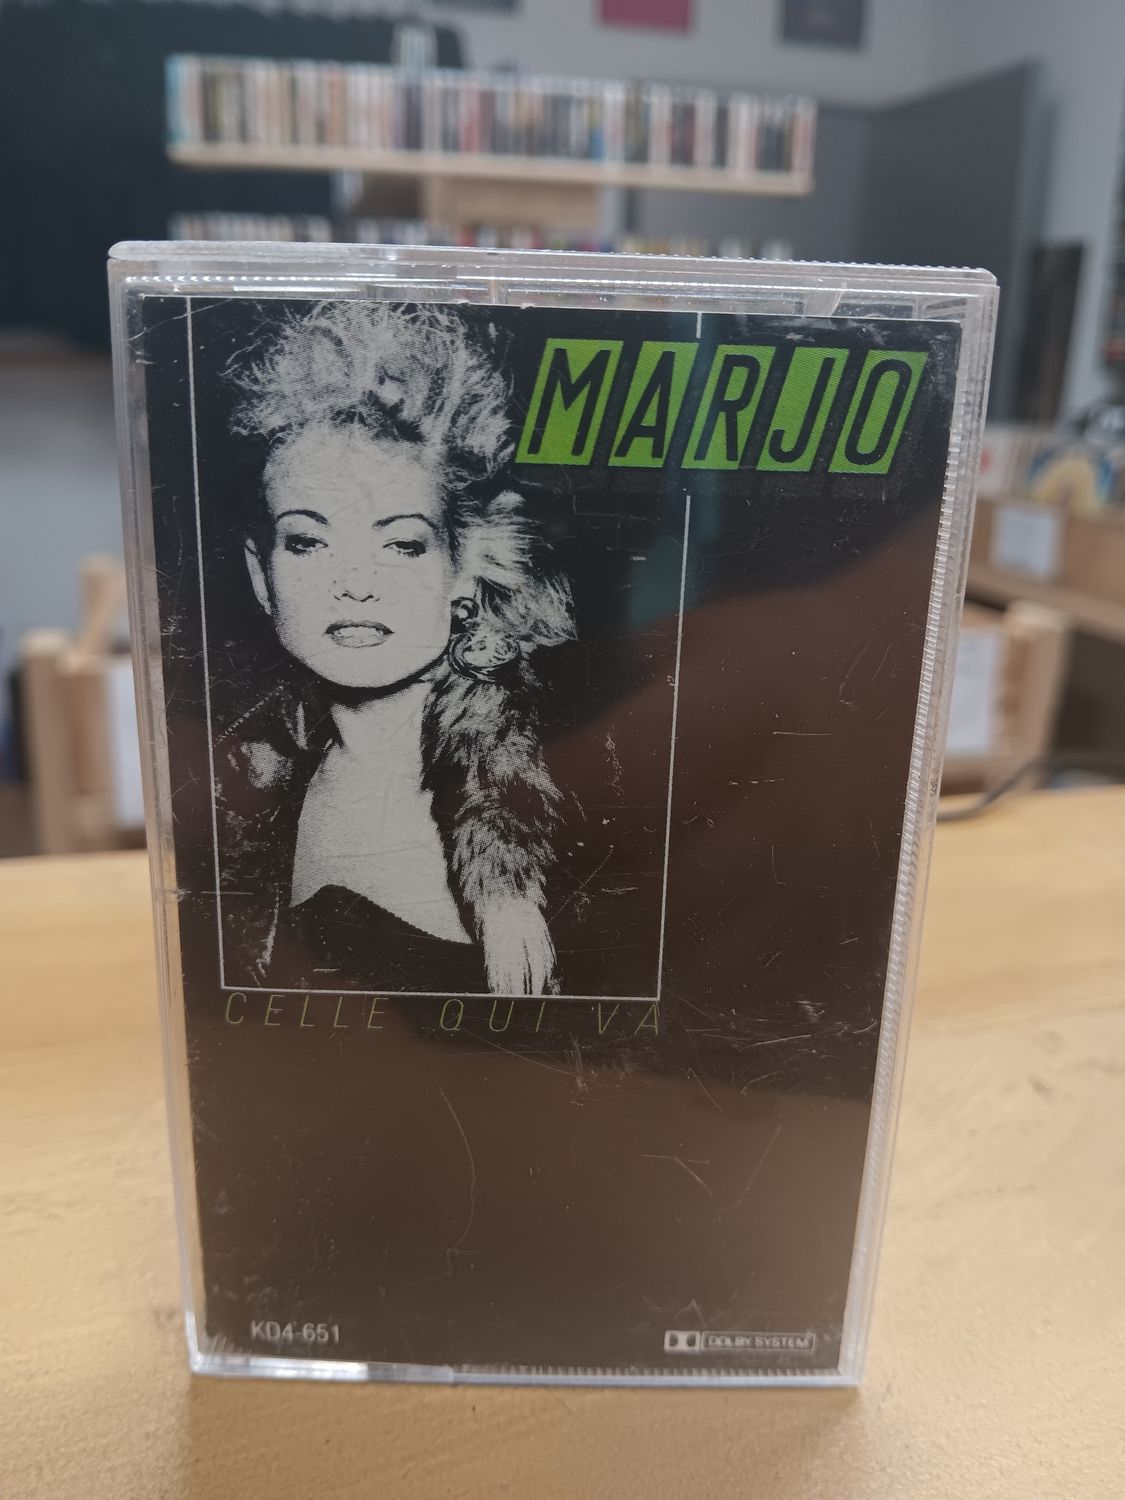 MARJO
CELLE QUI VA
KD4-651
DOLBY SYSTEM